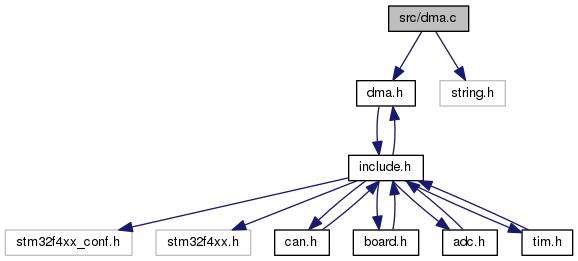 src/dma.c
dma.h
string.h
include.h
stm32f4xx_conf.h
stm32f4xx.h
can.h
board.h
adc.h
tim.h